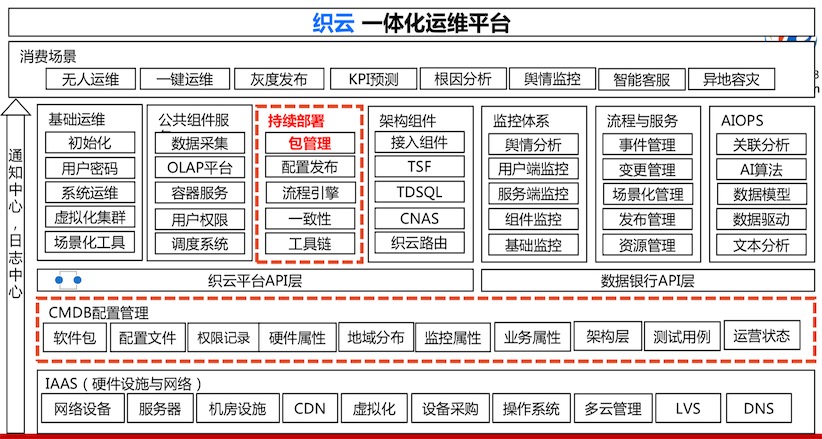 织云 一体化运维平台
消费场景
无人运维 一键运维 灰度发布 KPI预测 根因分析 舆情监控 智能客服 异地容灾
通知中心,日志中心
基础运维
初始化
用户密码
系统运维
虚拟化集群
场景化工具
公共组件服
数据采集
OLAP平台
容器服务
用户权限
调度系统
持续部署
包管理
配置发布
流程引擎
一致性
工具链
架构组件
接入组件
TSF
TDSQL
CNAS
织云路由
监控体系
舆情分析
用户端监控
服务端监控
组件监控
基础监控
流程与服务
事件管理
变更管理
场景化管理
发布管理
资源管理
AIOPS
关联分析
AI算法
数据模型
数据驱动
文本分析
织云平台API层 数据银行API层
CMDB配置管理
软件包 配置文件 权限记录 硬件属性 地域分布 监控属性 业务属性 架构层 测试用例 运营状态
IAAS（硬件设施与网络）
网络设备 服务器 机房设施 CDN 虚拟化 设备采购 操作系统 多云管理 LVS DNS